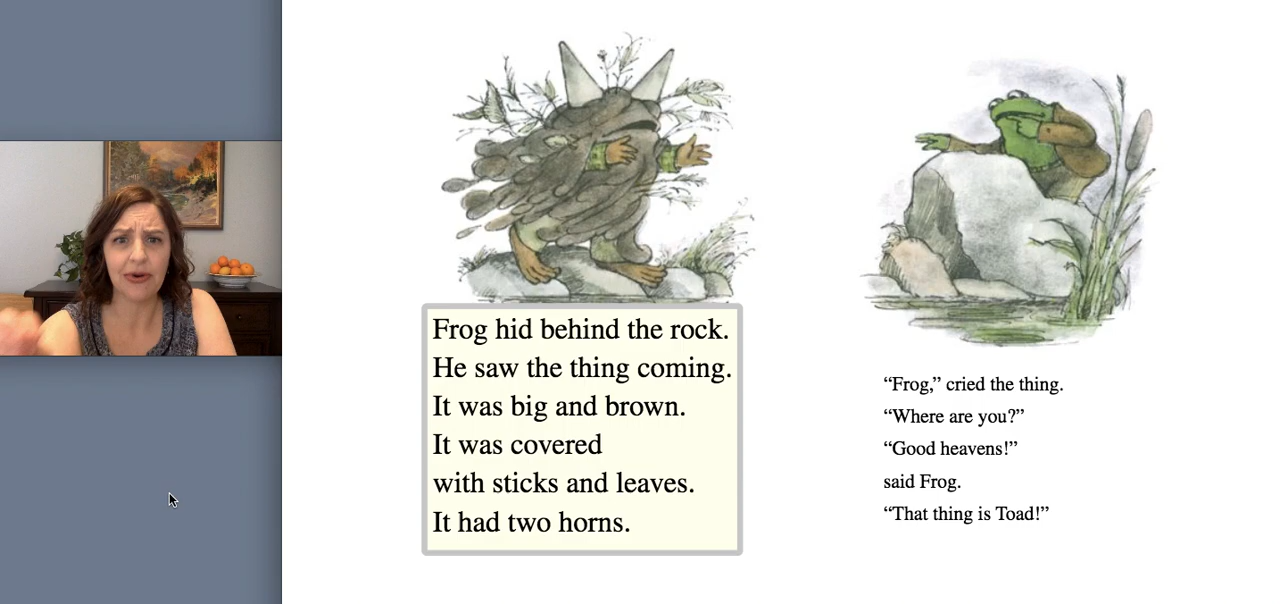 Frog hid behind the rock.
He saw the thing coming.
It was big and brown.
It was covered
with sticks and leaves.
It had two horns.
“Frog,” cried the thing.
“Where are you?”
“Good heavens!”
said Frog.
“That thing is Toad!”